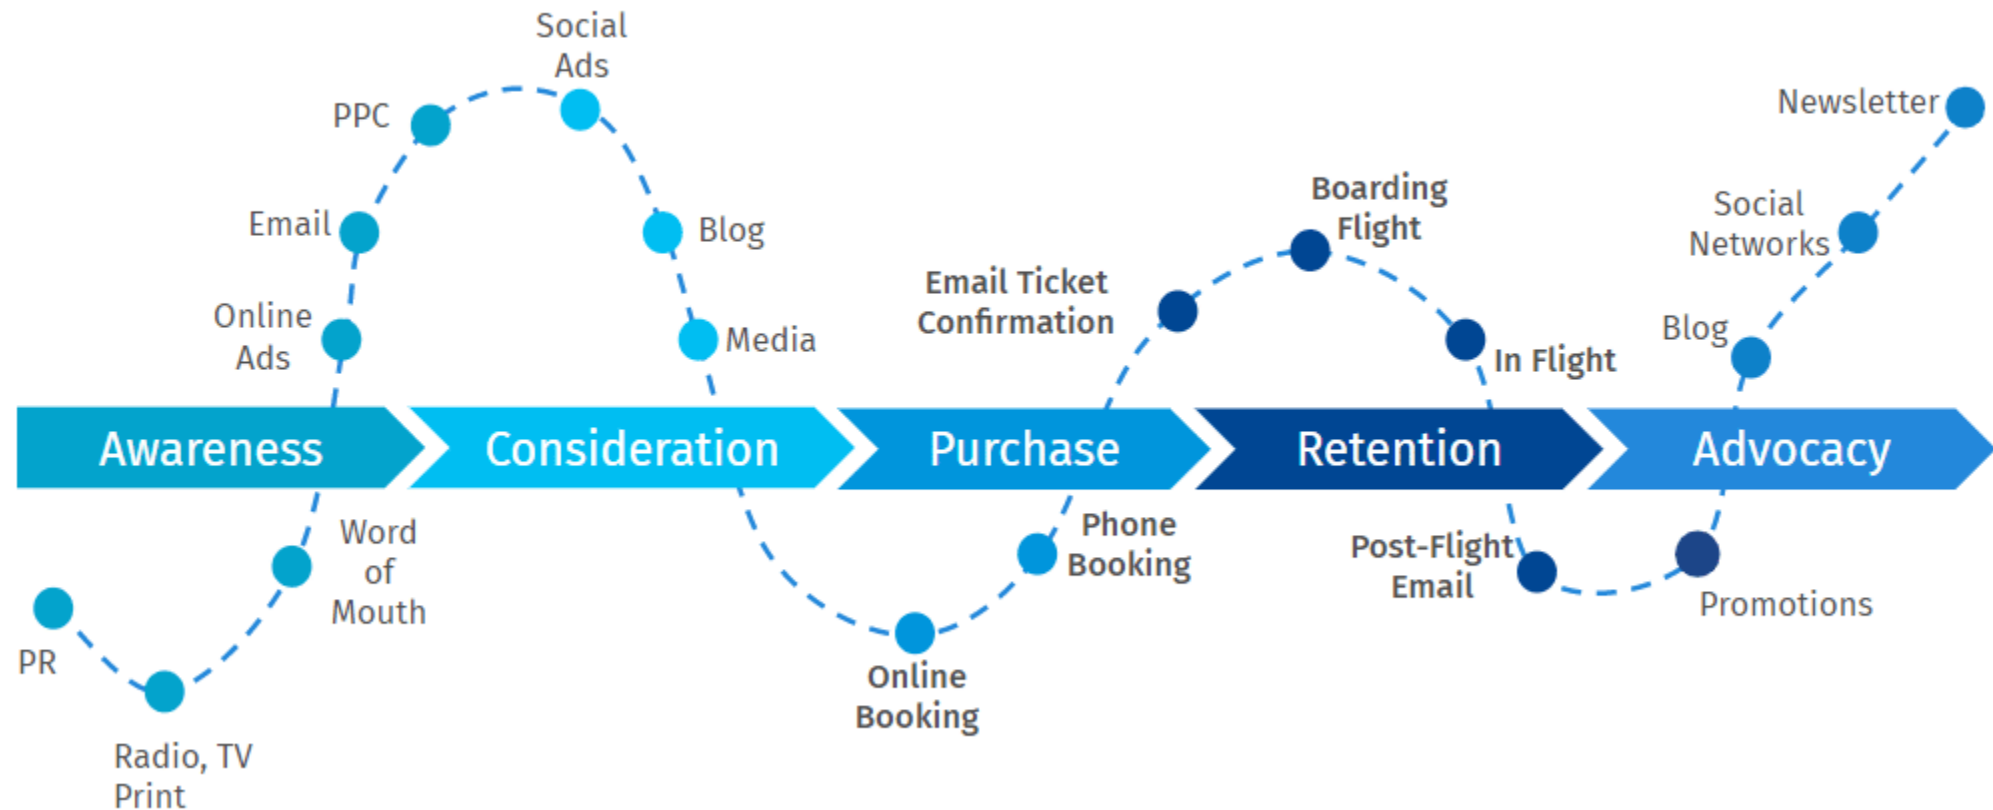 Social
Ads
PPC
Newsletter
Email
Blog
Boarding
Flight
Social
Networks
Online
Ads
Media
Email Ticket
Confirmation
In Flight
Blog
Awareness
Consideration
Purchase
Retention
Advocacy
Word
of
Mouth
Phone
Booking
Post-Flight
Email
Promotions
PR
Online
Booking
Radio, TV
Print